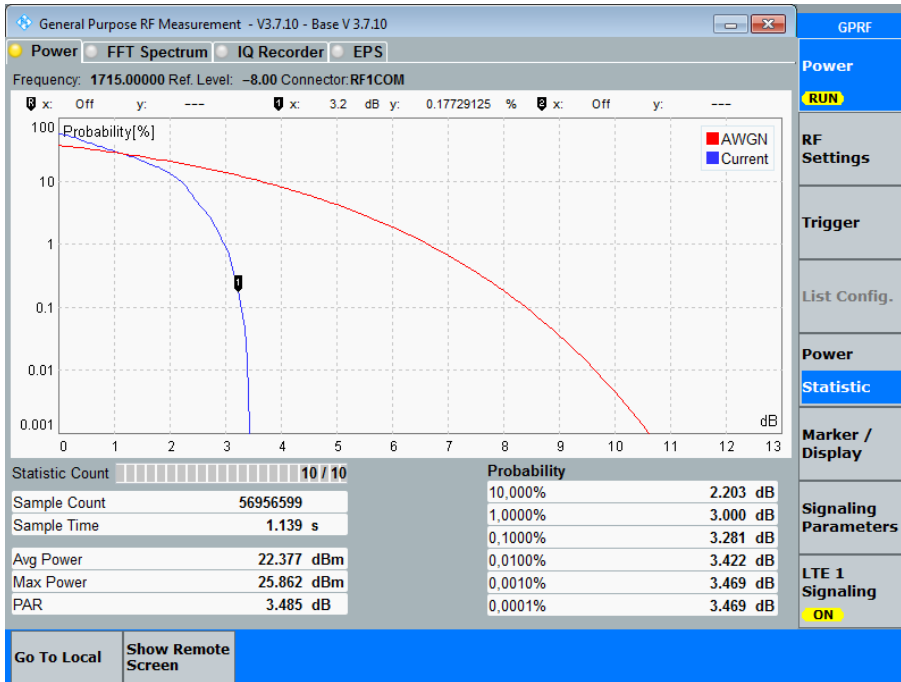 General Purpose RF Measurement - V3.7.10 - Base V 3.7.10
GPRF
Power FFT Spectrum IQ Recorder EPS
Frequency: 1715.00000 Ref. Level: -8.00 Connector:RF1COM
R x: Off y: --- 1 x: 3.2 dB y: 0.17729125 % 2 x: Off y: ---
Probability[%]
AWGN
Current
100
10
1
1
0.1
0.01
0.001
dB
0 1 2 3 4 5 6 7 8 9 10 11 12 13
Statistic Count 10 / 10
Sample Count 56956599
Sample Time 1.139 s
Avg Power 22.377 dBm
Max Power 25.862 dBm
PAR 3.485 dB
Probability
10,000% 2.203 dB
1,0000% 3.000 dB
0,1000% 3.281 dB
0,0100% 3.422 dB
0,0010% 3.469 dB
0,0001% 3.469 dB
Power
RUN
RF
Settings
Trigger
List Config.
Power
Statistic
Marker /
Display
Signaling
Parameters
LTE 1
Signaling
ON
Go To Local
Show Remote
Screen